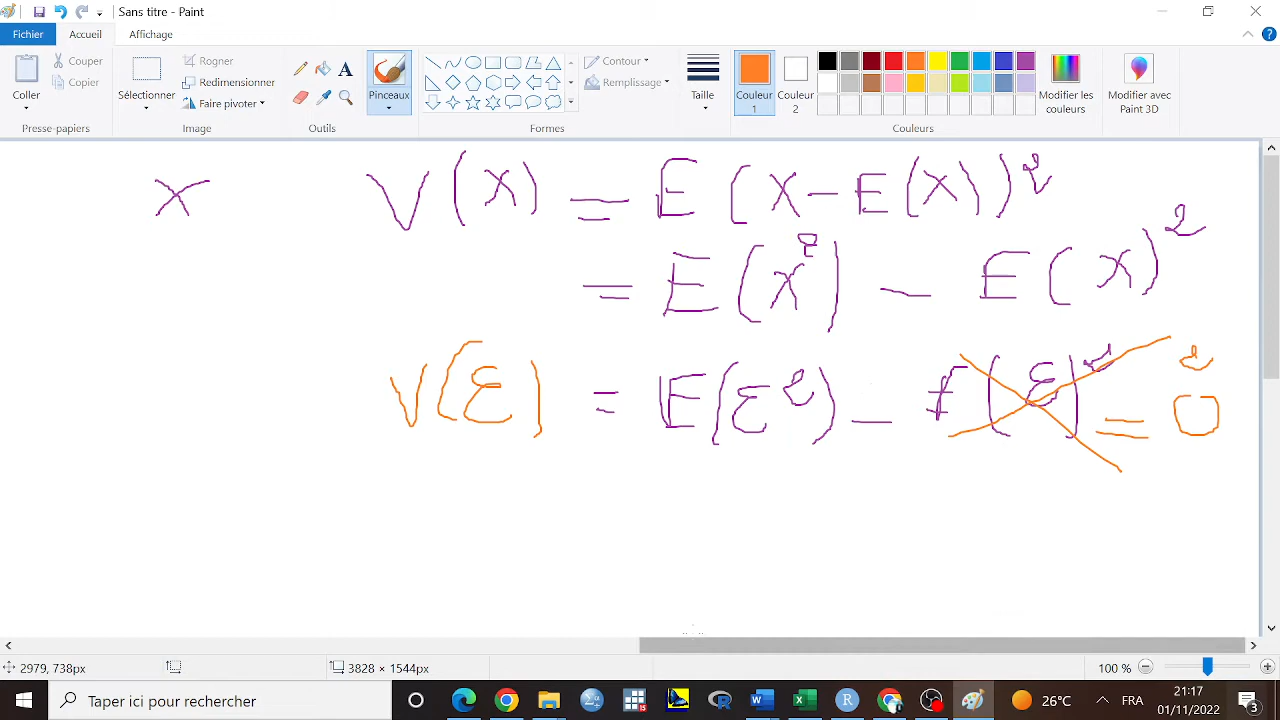 Sans titre - Paint
Fichier Accueil Affichage
Coller
Couper
Copier
Presse-papiers
Sélectionner
Rogner
Redimensionner
Faire pivoter
Image
Outils
Pinceaux
Contour
Remplissage
Formes
Taille
Couleur 1
Couleur 2
Couleurs
Modifier les couleurs
Modifier avec Paint 3D
X V(X) = E(X-E(X))²
= E(X²) - E(X)²
V(ε) = E(ε²) - E(ε)² = 0²
2979, 738px 3828 × 1544px 100 %
Taper ici pour rechercher 26°C FRA 21:17 01/11/2022 3